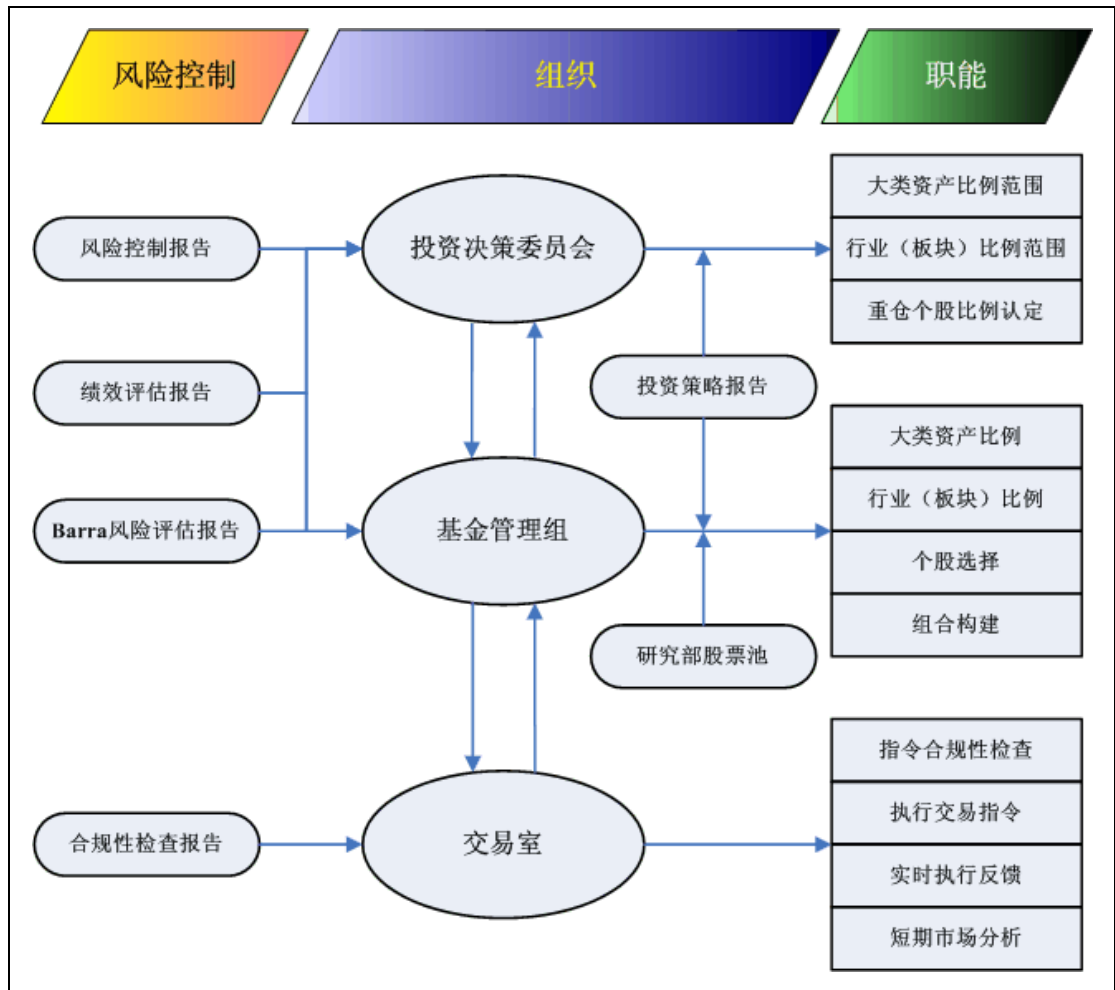 风险控制
组织
职能
风险控制报告
绩效评估报告
Barra风险评估报告
合规性检查报告
投资决策委员会
基金管理组
交易室
投资策略报告
研究部股票池
大类资产比例范围
行业（板块）比例范围
重仓个股比例认定
大类资产比例
行业（板块）比例
个股选择
组合构建
指令合规性检查
执行交易指令
实时执行反馈
短期市场分析